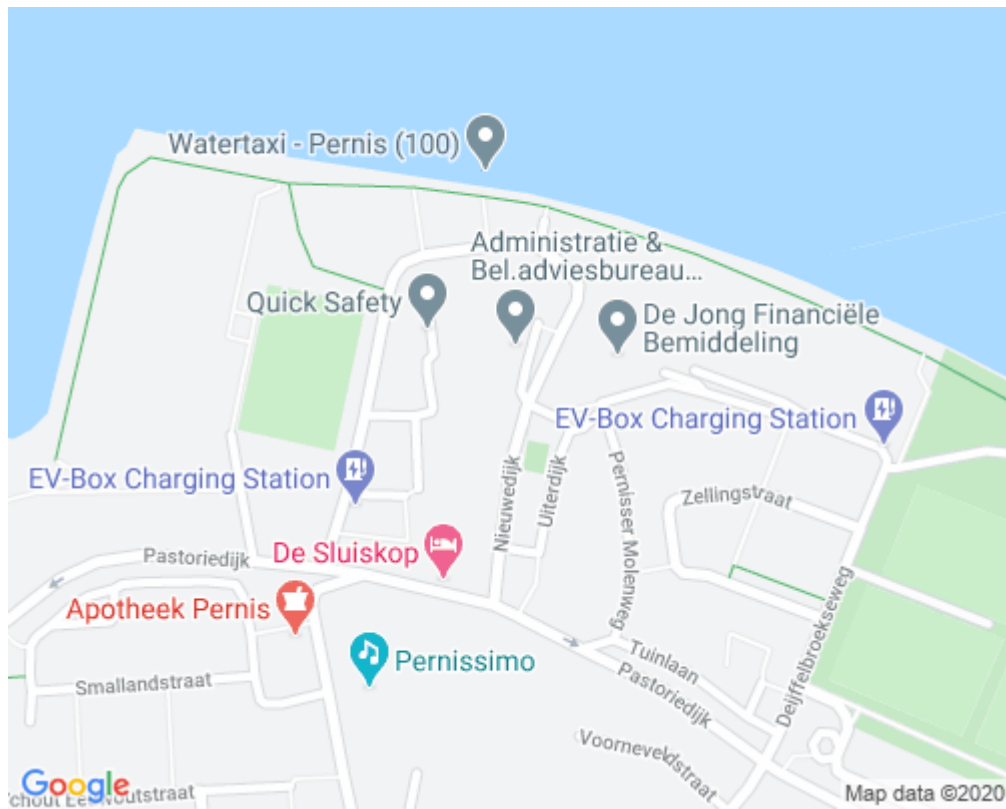 Watertaxi - Pernis (100)
Administratie &
Bel.adviesbureau...
Quick Safety
De Jong Financiële
Bemiddeling
EV-Box Charging Station
EV-Box Charging Station
Nieuwedijk
Uiterdijk
Pernisser Molenweg
Zellingstraat
Pastoriedijk
De Sluiskop
Apotheek Pernis
Deijffelbroekseweg
Pernissimo
Tuinlaan
Smallandstraat
Pastoriedijk
Voorneveldstraat
Google
Map data ©2020